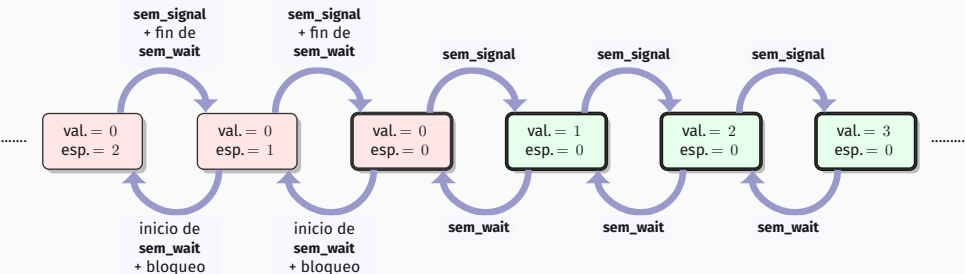 sem_signal
+ fin de
sem_wait
sem_signal
+ fin de
sem_wait
sem_signal
sem_signal
sem_signal
........
val. = 0
esp. = 2
val. = 0
esp. = 1
val. = 0
esp. = 0
val. = 1
esp. = 0
val. = 2
esp. = 0
val. = 3
esp. = 0
.........
inicio de
sem_wait
+ bloqueo
inicio de
sem_wait
+ bloqueo
sem_wait
sem_wait
sem_wait